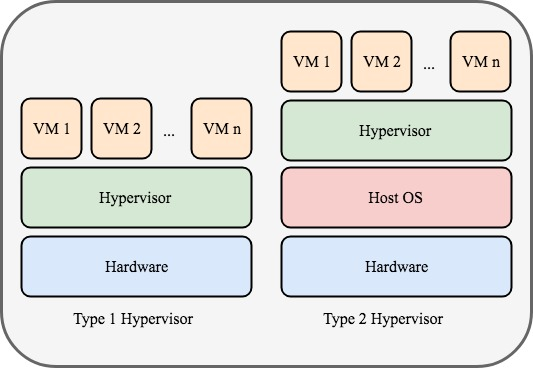 VM 1 VM 2 ... VM n
Hypervisor
Hardware
Type 1 Hypervisor
VM 1 VM 2 ... VM n
Hypervisor
Host OS
Hardware
Type 2 Hypervisor